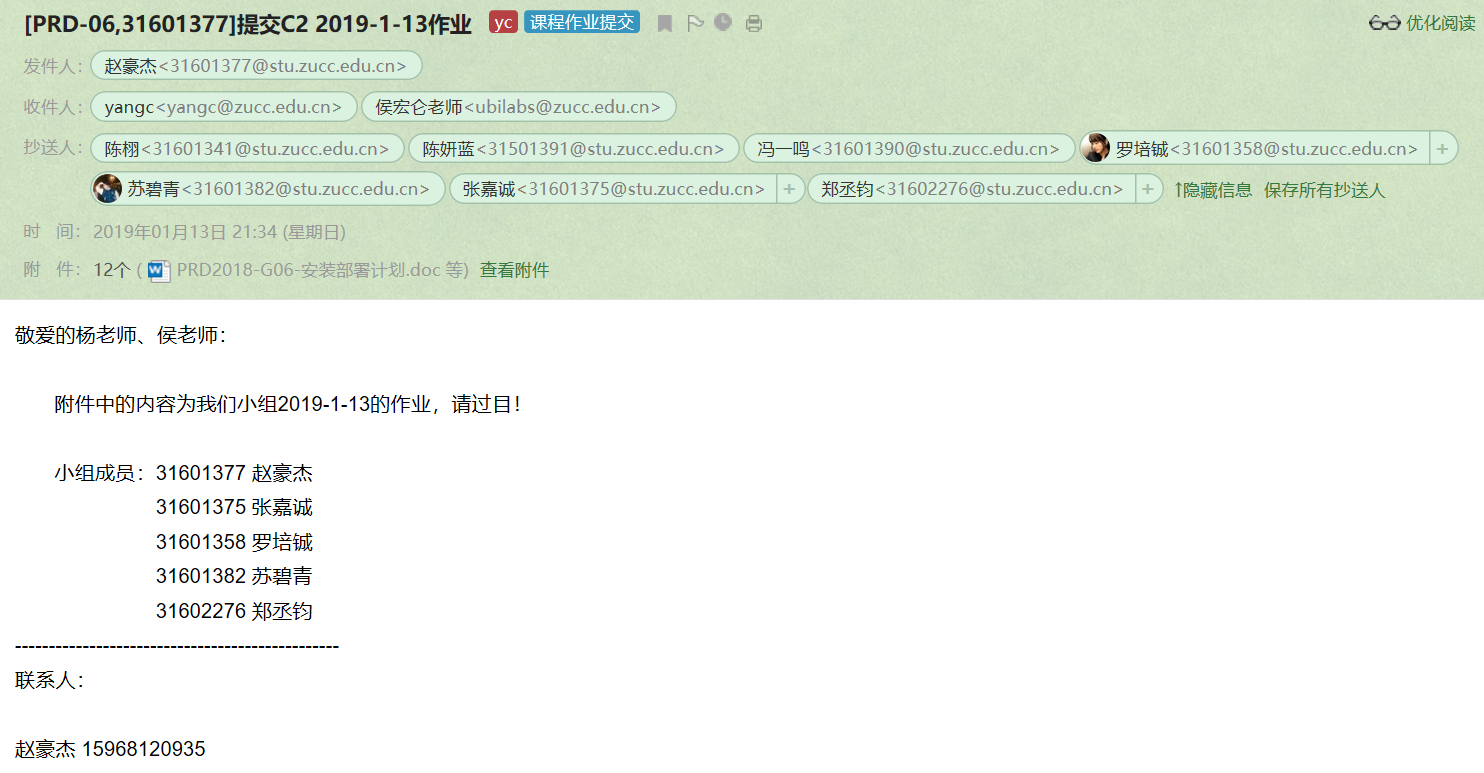 [PRD-06,31601377]提交C2 2019-1-13作业 yc 课程作业提交 优化阅读
发件人： 赵豪杰<31601377@stu.zucc.edu.cn>
收件人： yangc<yangc@zucc.edu.cn> 侯宏仑老师<ubilabs@zucc.edu.cn>
抄送人： 陈栩<31601341@stu.zucc.edu.cn> 陈妍蓝<31501391@stu.zucc.edu.cn> 冯一鸣<31601390@stu.zucc.edu.cn> 罗培铖<31601358@stu.zucc.edu.cn> +
苏碧青<31601382@stu.zucc.edu.cn> 张嘉诚<31601375@stu.zucc.edu.cn> + 郑丞钧<31602276@stu.zucc.edu.cn> + ↑隐藏信息 保存所有抄送人
时 间： 2019年01月13日 21:34 (星期日)
附 件： 12个 ( PRD2018-G06-安装部署计划.doc 等) 查看附件
敬爱的杨老师、侯老师：
附件中的内容为我们小组2019-1-13的作业，请过目！
小组成员：31601377 赵豪杰
31601375 张嘉诚
31601358 罗培铖
31601382 苏碧青
31602276 郑丞钧
------------------------------------------------
联系人：
赵豪杰 15968120935